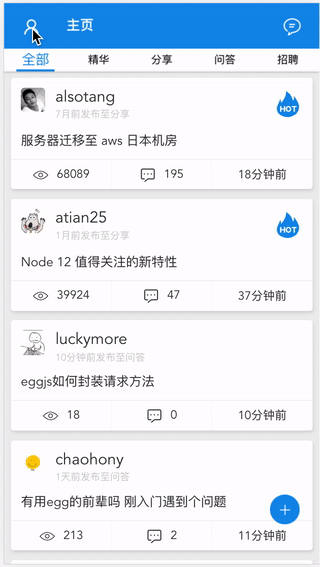 主页
全部 精华 分享 问答 招聘
alsotang
7月前发布至分享
HOT
服务器迁移至 aws 日本机房
68089 195 18分钟前
atian25
1月前发布至分享
HOT
Node 12 值得关注的新特性
39924 47 37分钟前
luckymore
10分钟前发布至问答
eggjs如何封装请求方法
18 0 10分钟前
chaohony
1天前发布至问答
有用egg的前辈吗 刚入门遇到个问题
213 2 11分钟前